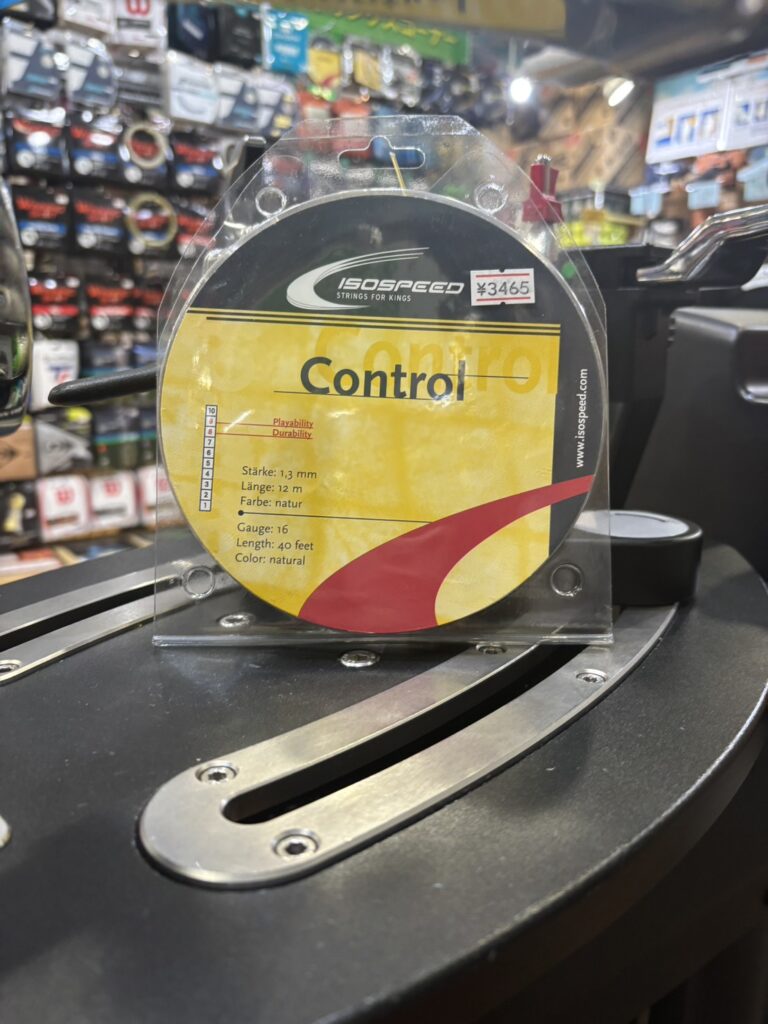 ISOSPEED
STRINGS FOR KINGS
¥3465
Control
Control
www.isospeed.com
10
9
8
7
6
5
4
3
2
1
Playability
Durability
Stärke: 1,3 mm
Länge: 12 m
Farbe: natur
Gauge: 16
Length: 40 feet
Color: natural